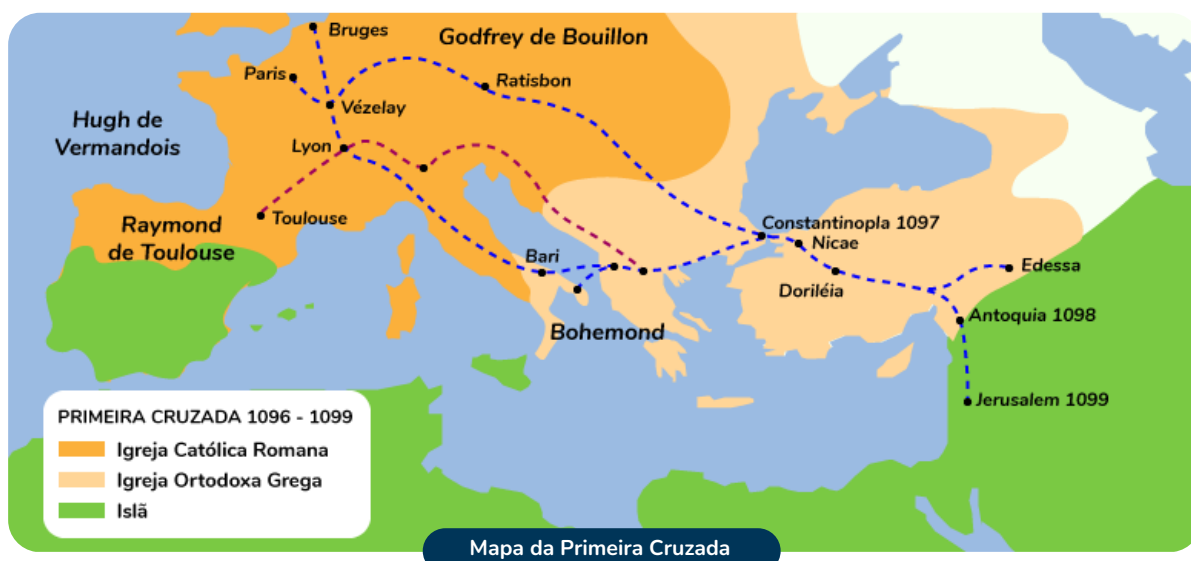 Bruges
Godfrey de Bouillon
Paris
Ratisbon
Vézelay
Hugh de
Vermandois
Lyon
Toulouse
Raymond
de Toulouse
Constantinopla 1097
Nicae
Bari
Edessa
Doriléia
Antoquia 1098
Bohemond
Jerusalem 1099
PRIMEIRA CRUZADA 1096 - 1099
Igreja Católica Romana
Igreja Ortodoxa Grega
Islã
Mapa da Primeira Cruzada